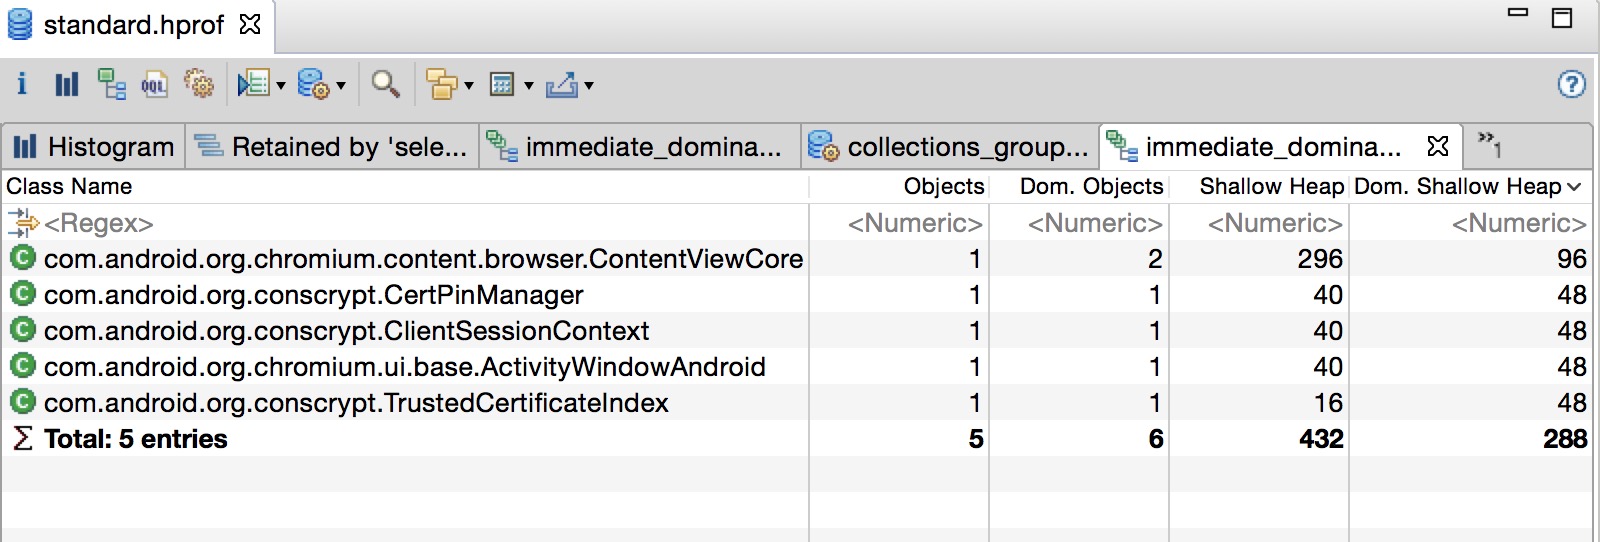 standard.hprof
i OQL ?
Histogram Retained by 'sele... immediate_domina... collections_group... immediate_domina... »1
Class Name Objects Dom. Objects Shallow Heap Dom. Shallow Heap
<Regex> <Numeric> <Numeric> <Numeric> <Numeric>
C com.android.org.chromium.content.browser.ContentViewCore 1 2 296 96
C com.android.org.conscrypt.CertPinManager 1 1 40 48
C com.android.org.conscrypt.ClientSessionContext 1 1 40 48
C com.android.org.chromium.ui.base.ActivityWindowAndroid 1 1 40 48
C com.android.org.conscrypt.TrustedCertificateIndex 1 1 16 48
Σ Total: 5 entries 5 6 432 288